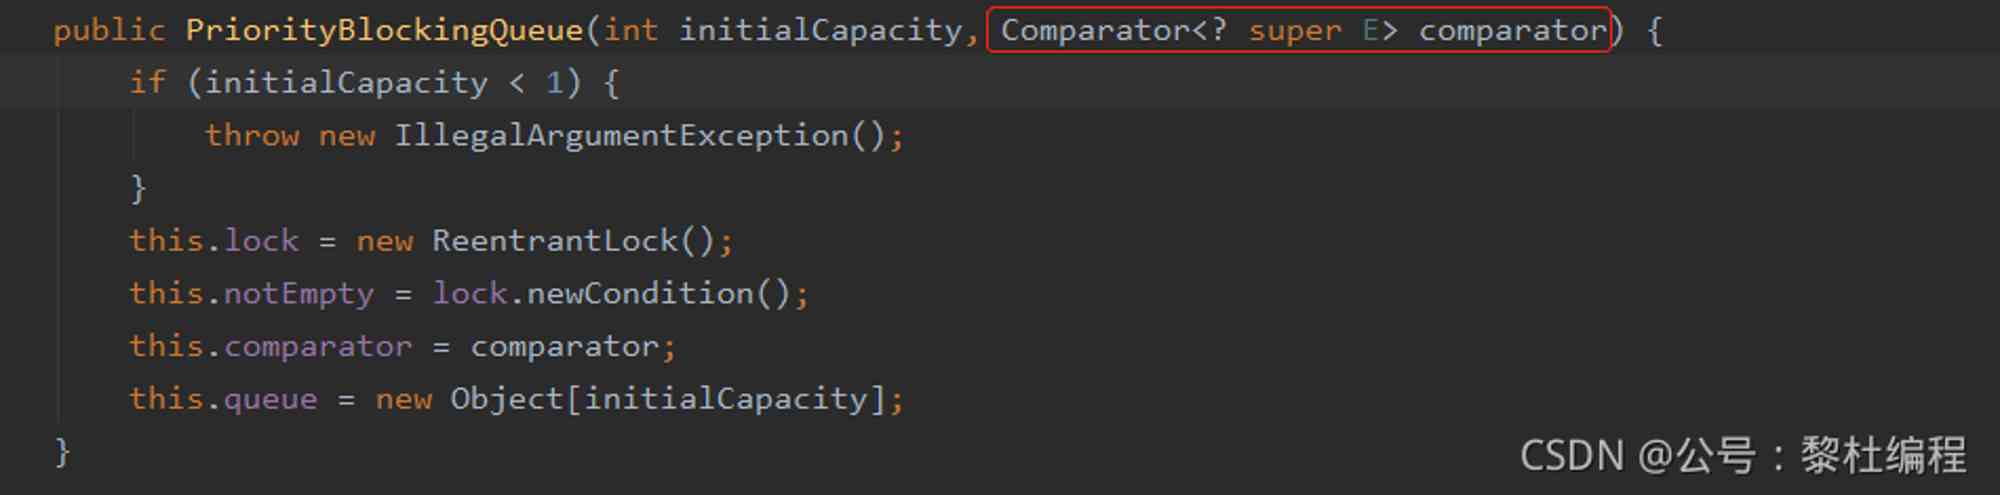 public PriorityBlockingQueue(int initialCapacity, Comparator<? super E> comparator) {
if (initialCapacity < 1) {
throw new IllegalArgumentException();
}
this.lock = new ReentrantLock();
this.notEmpty = lock.newCondition();
this.comparator = comparator;
this.queue = new Object[initialCapacity];
}
CSDN @公号：黎杜编程